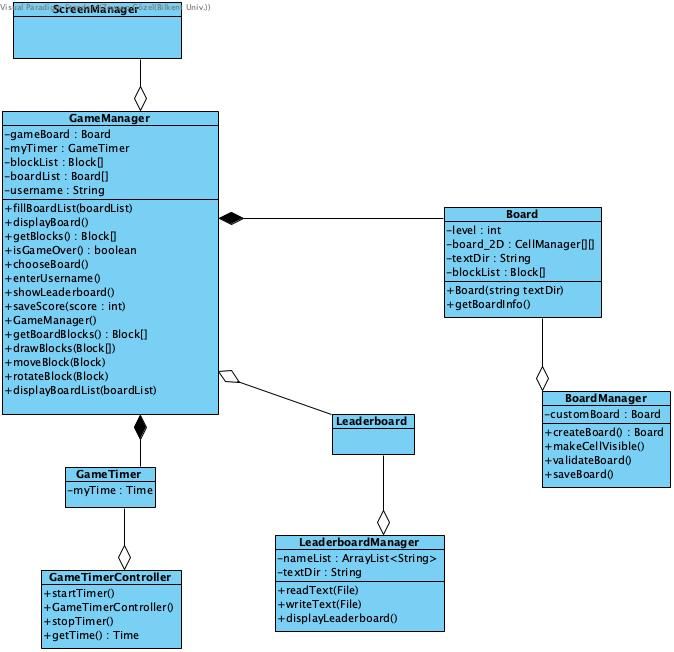 Visual Paradigm
Univ.))
ScreenManager
GameManager
-gameBoard : Board
-myTimer : GameTimer
-blockList : Block[]
-boardList : Board[]
-username : String
+fillBoardList(boardList)
+displayBoard()
+getBlocks() : Block[]
+isGameOver() : boolean
+chooseBoard()
+enterUsername()
+showLeaderboard()
+saveScore(score : int)
+GameManager()
+getBoardBlocks() : Block[]
+drawBlocks(Block[])
+moveBlock(Block)
+rotateBlock(Block)
+displayBoardList(boardList)
Board
-level : int
-board_2D : CellManager[][]
-textDir : String
-blockList : Block[]
+Board(string textDir)
+getBoardInfo()
BoardManager
-customBoard : Board
+createBoard() : Board
+makeCellVisible()
+validateBoard()
+saveBoard()
Leaderboard
GameTimer
-myTime : Time
LeaderboardManager
-nameList : ArrayList<String>
-textDir : String
+readText(File)
+writeText(File)
+displayLeaderboard()
GameTimerController
+startTimer()
+GameTimerController()
+stopTimer()
+getTime() : Time